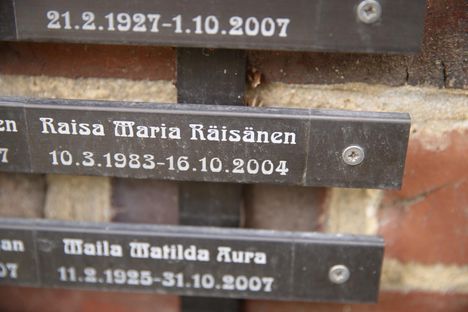 21.2.1927-1.10.2007
Raisa Maria Räisänen
10.3.1983-16.10.2004
Maila Matilda Aura
11.2.1925-31.10.2007